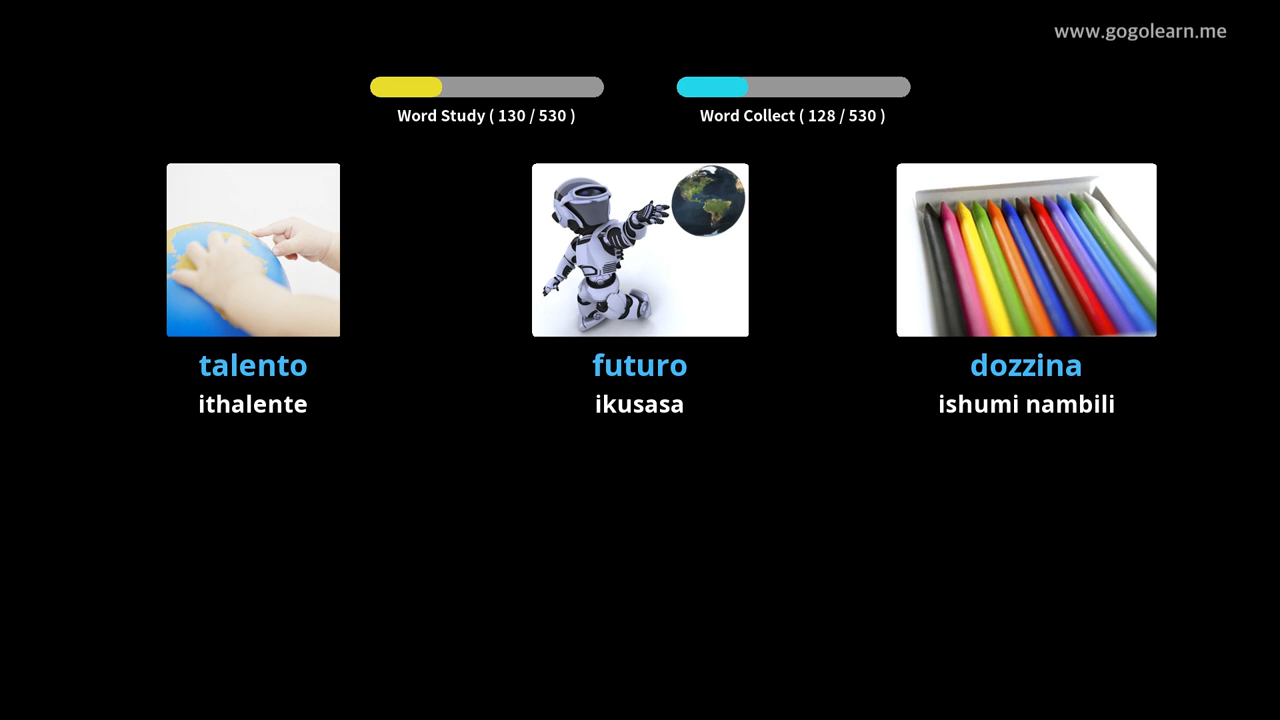 www.gogolearn.me
Word Study ( 130 / 530 )
Word Collect ( 128 / 530 )
talento
ithalente
futuro
ikusasa
dozzina
ishumi nambili